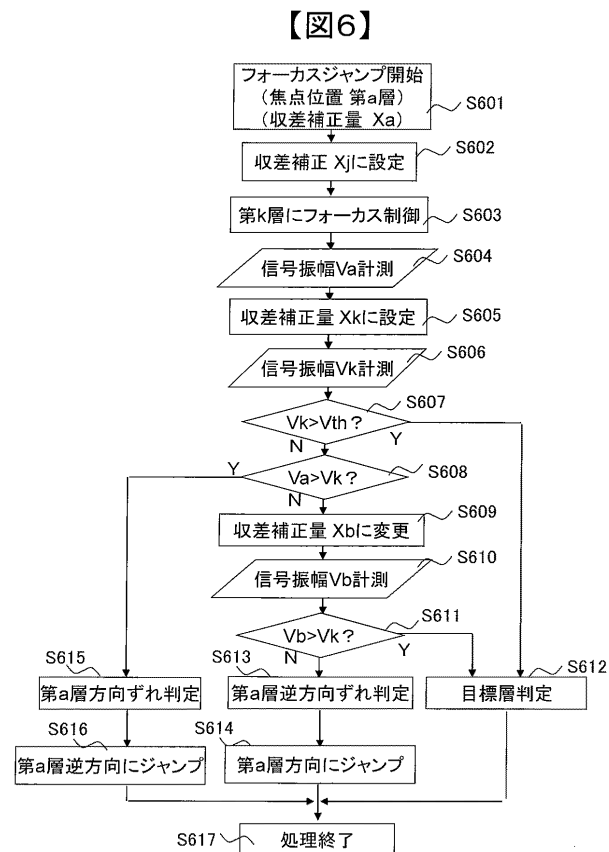 【図6】
フォーカスジャンプ開始
(焦点位置 第a層)
(収差補正量 Xa)
S601
収差補正 Xjに設定
S602
第k層にフォーカス制御
S603
信号振幅Va計測
S604
収差補正量 Xkに設定
S605
信号振幅Vk計測
S606
Vk>Vth?
S607
N
Y
Va>Vk?
S608
Y
N
収差補正量 Xbに変更
S609
信号振幅Vb計測
S610
Vb>Vk?
S611
N
Y
S615
第a層方向ずれ判定
S613
第a層逆方向ずれ判定
S612
目標層判定
S616
第a層逆方向にジャンプ
S614
第a層方向にジャンプ
S617
処理終了